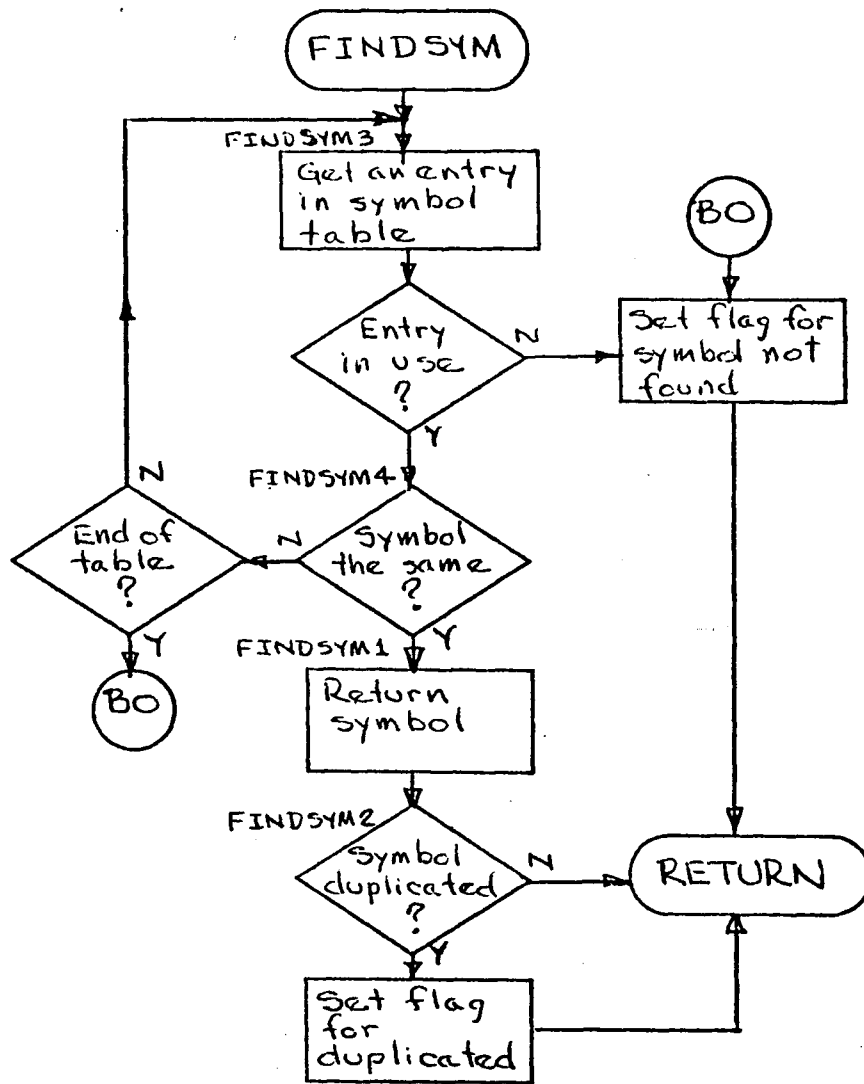 FINDSYM
FINDSYM3
Get an entry
in symbol
table
BO
Entry
in use
?
N
Set flag for
symbol not
found
Y
FINDSYM4
N
End of
table
?
N
Symbol
the same
?
Y
FINDSYM1
Y
BO
Return
symbol
FINDSYM2
Symbol
duplicated
?
N
RETURN
Y
Set flag
for
duplicated